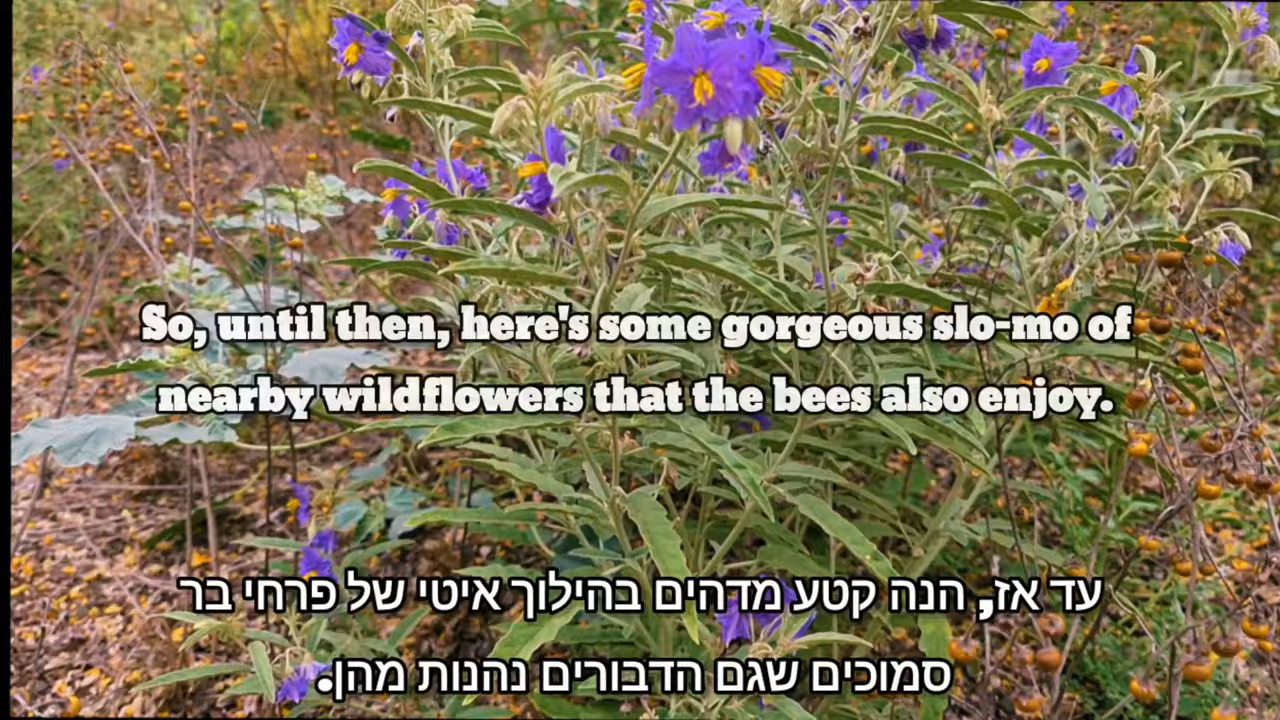 So, until then, here's some gorgeous slo-mo of
nearby wildflowers that the bees also enjoy.
עד אז, הנה קטע מדהים בהילוך איטי של פרחי בר
סמוכים שגם הדבורים נהנות מהן.